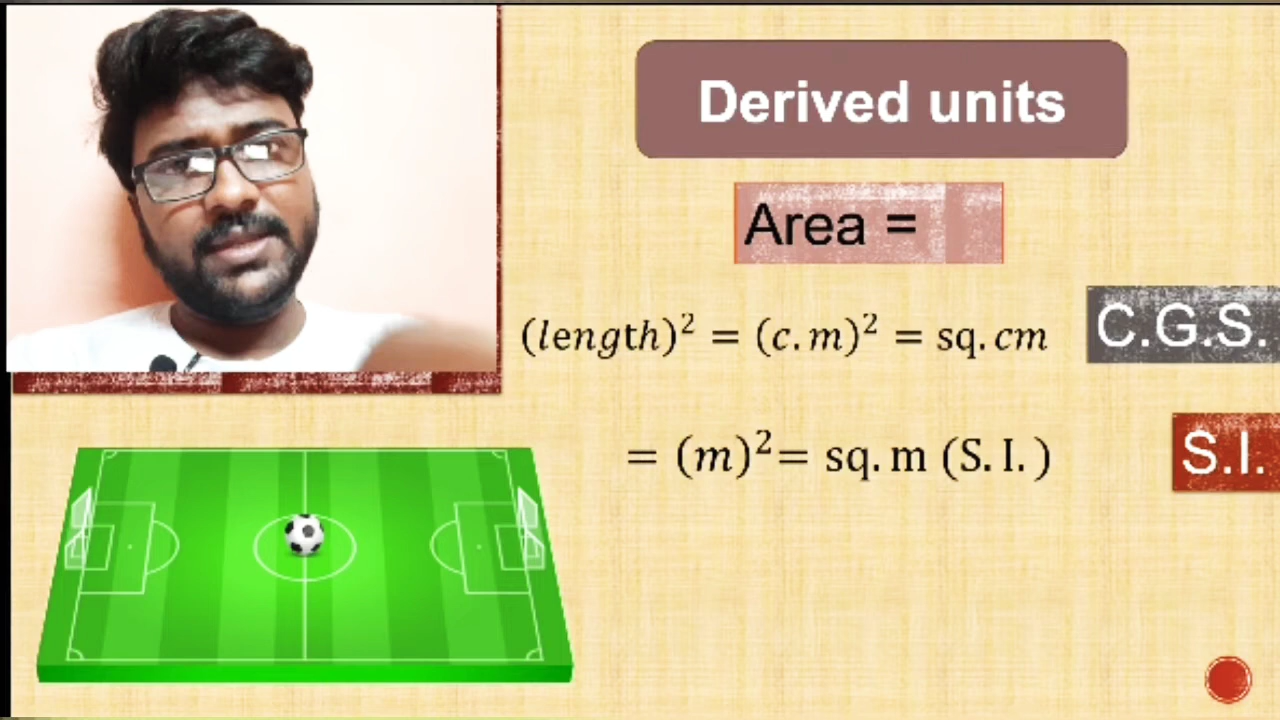 Derived units
Area =
(length)² = (c.m)² = sq.cm
C.G.S.
= (m)²= sq.m (S.I.)
S.I.